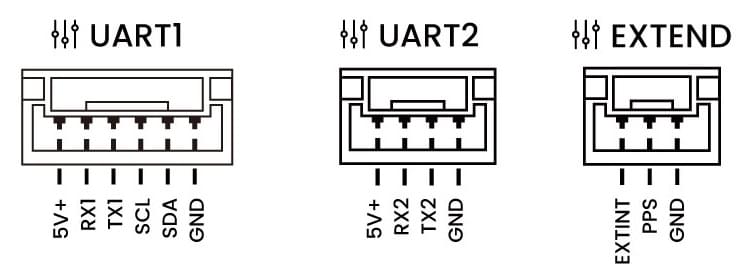 UART1
UART2
EXTEND
5V+
RX1
TX1
SCL
SDA
GND
5V+
RX2
TX2
GND
EXTINT
PPS
GND